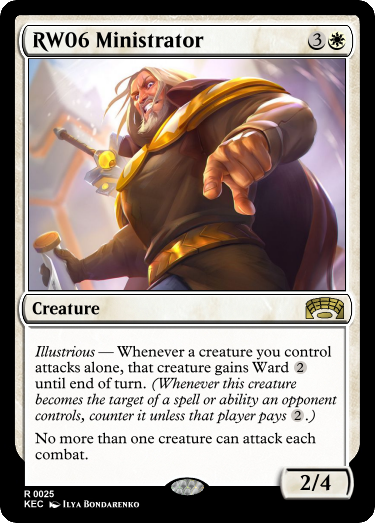 RW06 Ministrator
3
Creature
Illustrious — Whenever a creature you control
attacks alone, that creature gains Ward 2
until end of turn. (Whenever this creature
becomes the target of a spell or ability an opponent
controls, counter it unless that player pays 2.)
No more than one creature can attack each
combat.
2/4
R 0025
KEC Ilya Bondarenko